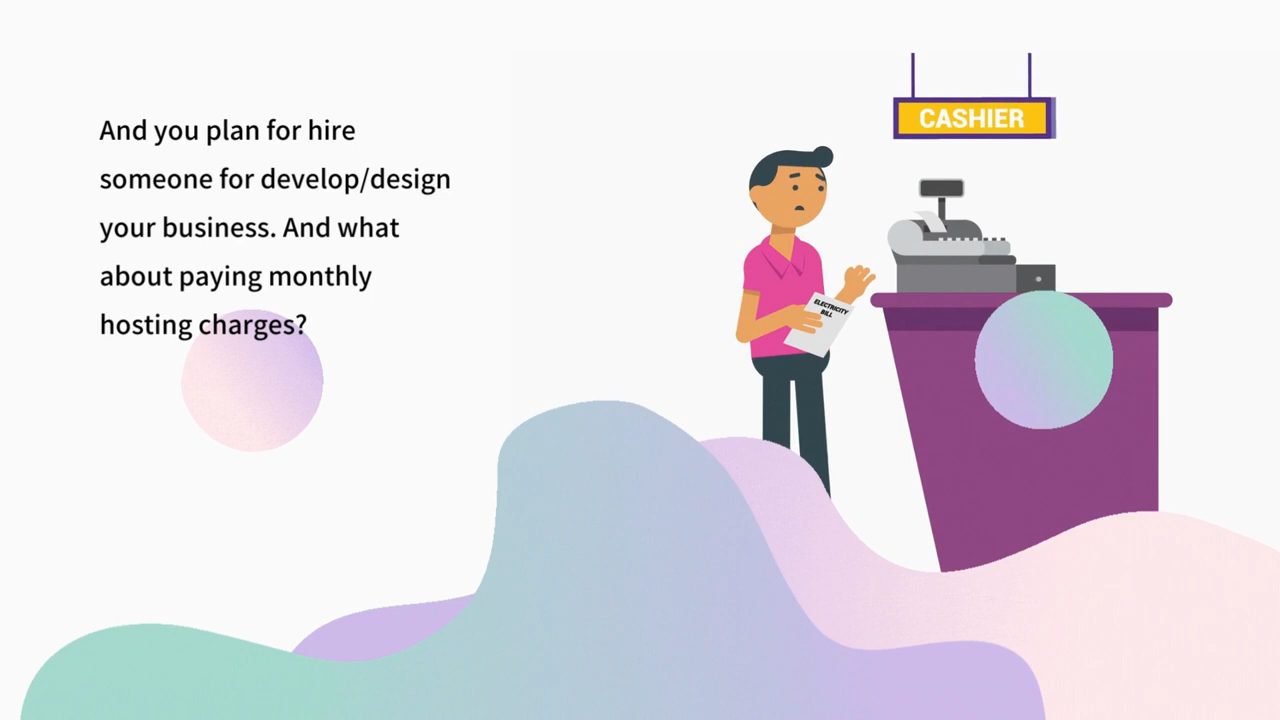 And you plan for hire
someone for develop/design
your business. And what
about paying monthly
hosting charges?
CASHIER
ELECTRICITY
BILL